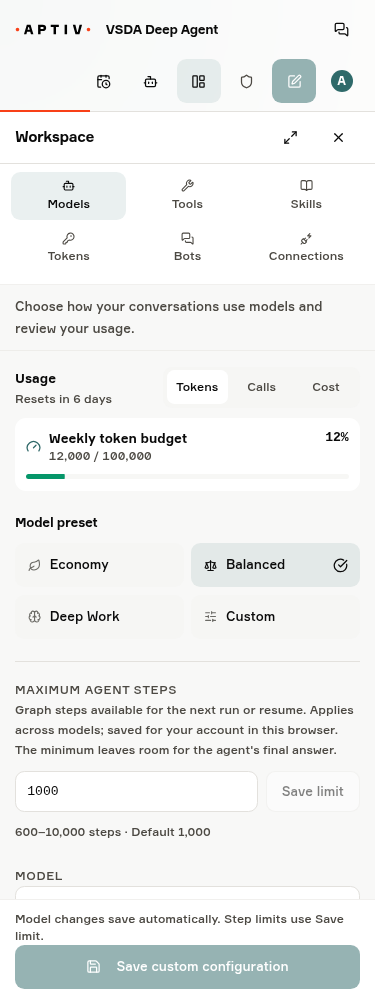 • A P T I V •
VSDA Deep Agent
A
Workspace
Models
Tools
Skills
Tokens
Bots
Connections
Choose how your conversations use models and
review your usage.
Usage
Resets in 6 days
Tokens
Calls
Cost
Weekly token budget
12%
12,000 / 100,000
Model preset
Economy
Balanced
Deep Work
Custom
MAXIMUM AGENT STEPS
Graph steps available for the next run or resume. Applies
across models; saved for your account in this browser.
The minimum leaves room for the agent's final answer.
1000
Save limit
600–10,000 steps · Default 1,000
MODEL
Model changes save automatically. Step limits use Save
limit.
Save custom configuration